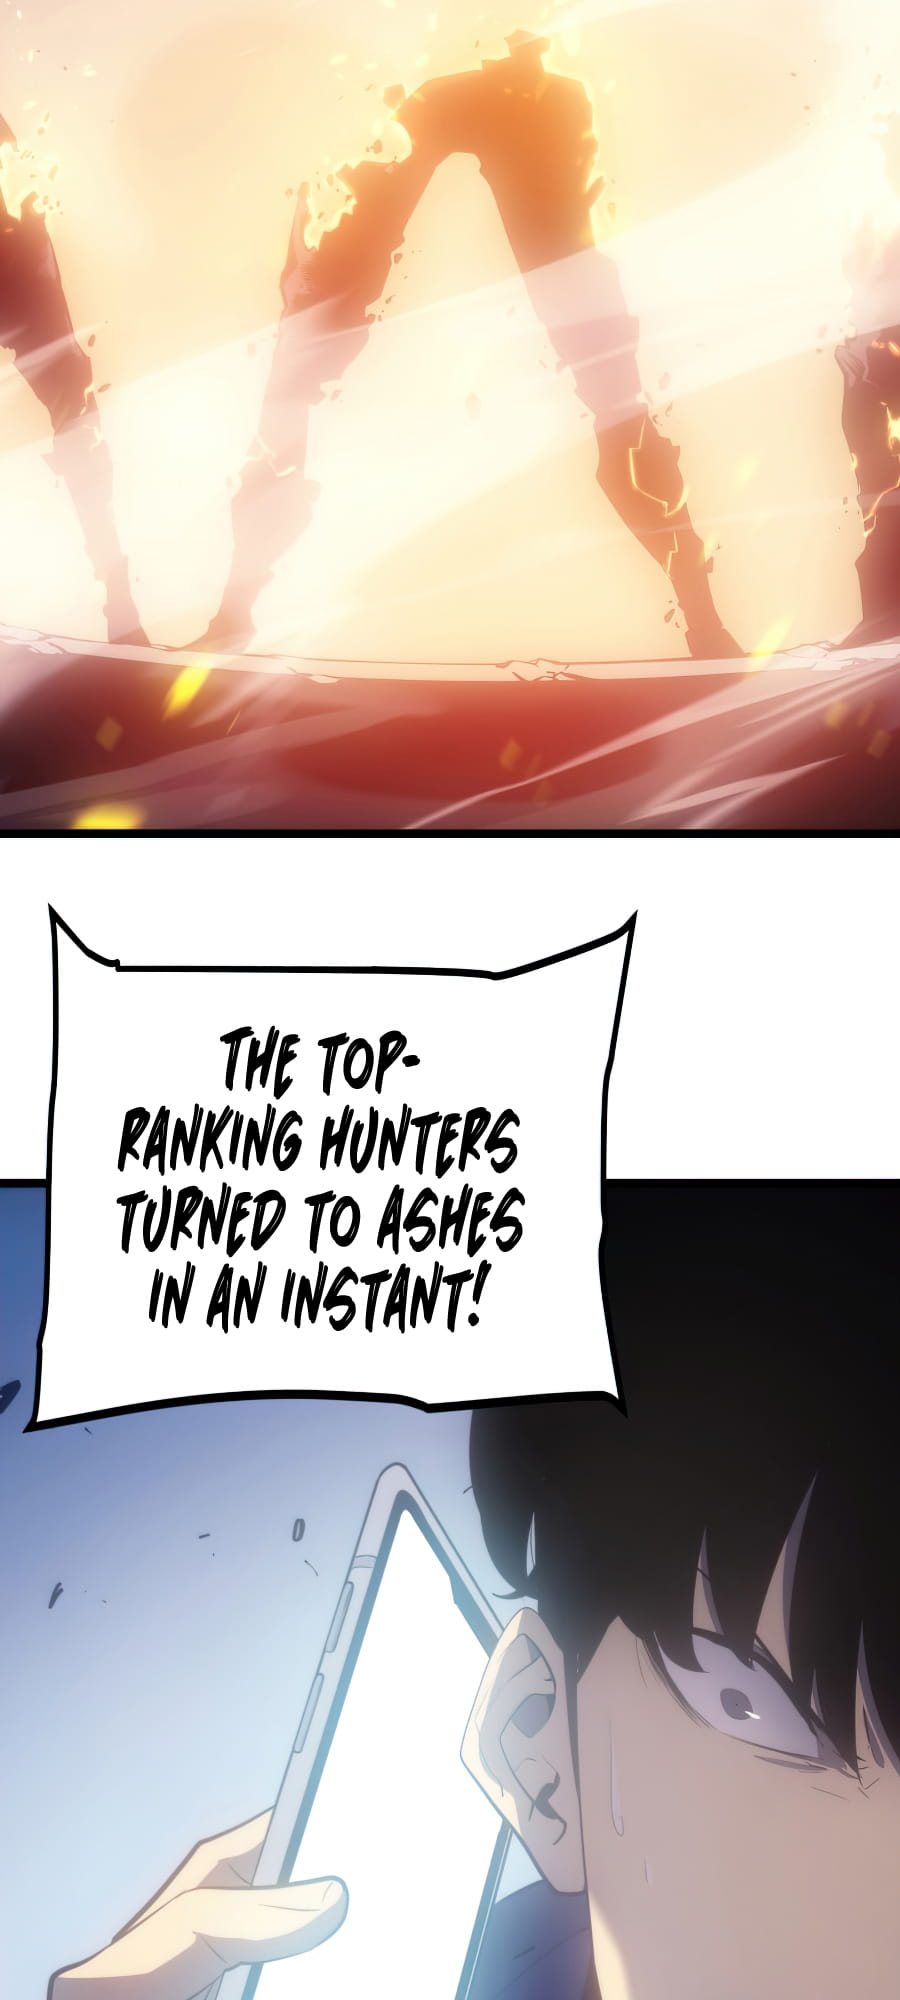 THE TOP-
RANKING HUNTERS
TURNED TO ASHES
IN AN INSTANT!